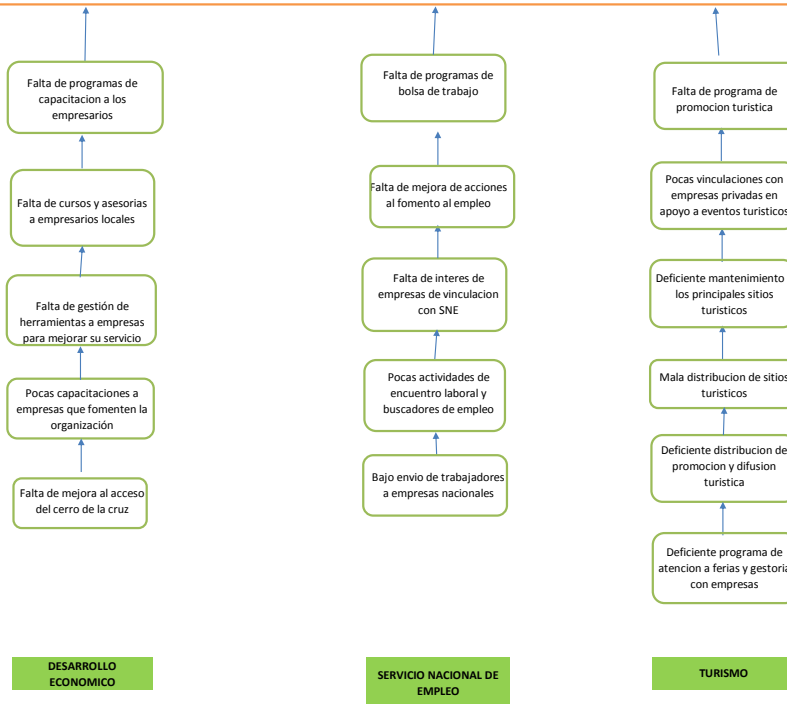 Falta de programas de
capacitacion a los
empresarios
Falta de cursos y asesorias
a empresarios locales
Falta de gestión de
herramientas a empresas
para mejorar su servicio
Pocas capacitaciones a
empresas que fomenten la
organización
Falta de mejora al acceso
del cerro de la cruz
DESARROLLO
ECONOMICO
Falta de programas de
bolsa de trabajo
Falta de mejora de acciones
al fomento al empleo
Falta de interes de
empresas de vinculacion
con SNE
Pocas actividades de
encuentro laboral y
buscadores de empleo
Bajo envio de trabajadores
a empresas nacionales
SERVICIO NACIONAL DE
EMPLEO
Falta de programa de
promocion turistica
Pocas vinculaciones con
empresas privadas en
apoyo a eventos turisticos
Deficiente mantenimiento
los principales sitios
turisticos
Mala distribucion de sitios
turisticos
Deficiente distribucion de
promocion y difusion
turistica
Deficiente programa de
atencion a ferias y gestoria
con empresas
TURISMO